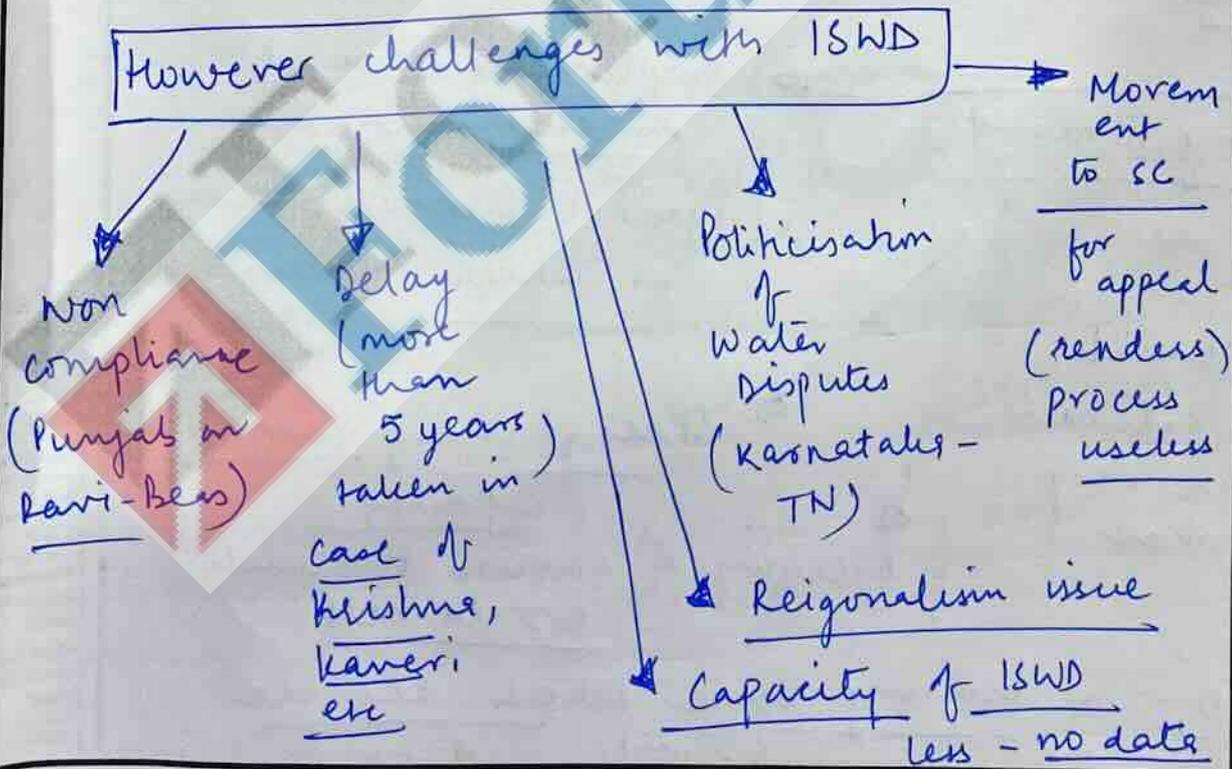 However challenges with ISWD
Non
compliance
(Punjab on
Ravi-Beas)
Delay
(more
than
5 years)
taken in
case of
Krishna,
Kaveri
etc
Politicisation
of
Water
Disputes
(Karnataka-
TN)
Movem
ent
to SC
for
appeal
(renders)
process
useless
Reigonalism issue
Capacity of ISWD
less - no data